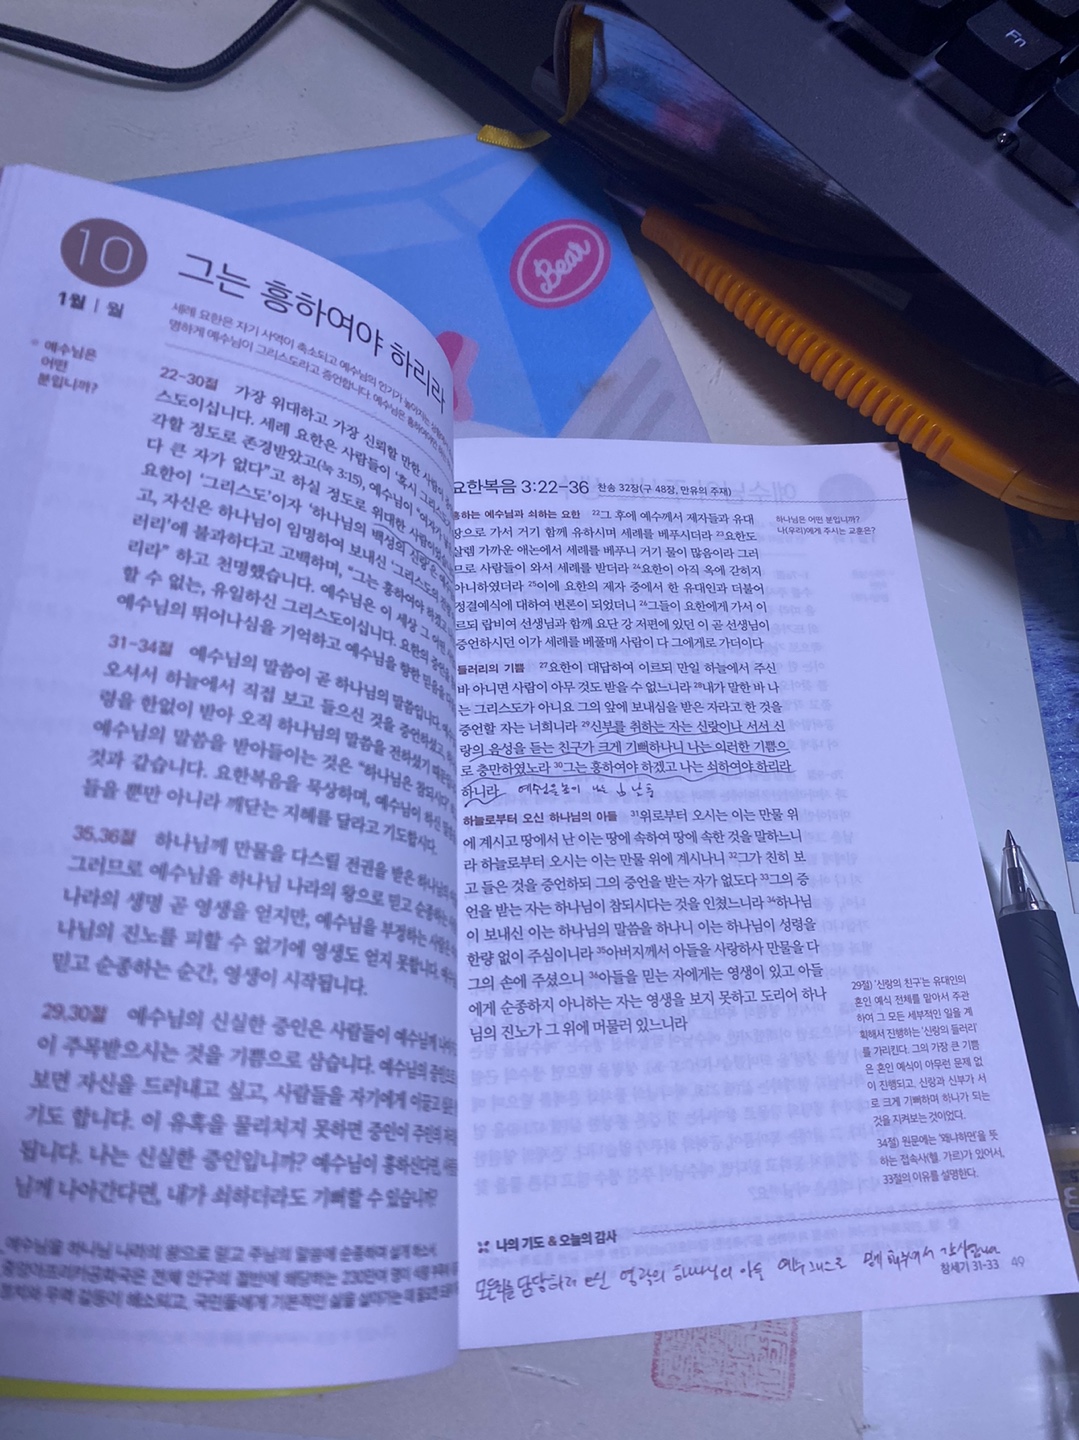 Fn
Bear
10
1월 | 월
그는 흥하여야 하리라
세례 요한은 자기 사역이 축소되고 예수님의 인기가 높아지는
명하게 예수님이 그리스도라고 증언합니다. 예수님은 흥하여야
예수님은
어떤
분입니까?
22-30절 가장 위대하고 가장 신뢰할 만한 사람이
스도이십니다. 세례 요한은 사람들이 '혹시 그리스도
각할 정도로 존경받았고(눅 3:15), 예수님이 "여자가
다 큰 자가 없다"고 하실 정도로 위대한 사람이었습니다
요한이 '그리스도'이자 '하나님의 백성의 신랑'은
고, 자신은 하나님이 임명하여 보내신 '그리스도의
러리'에 불과하다고 고백하며, "그는 흥하여야 하겠고
리라" 하고 천명했습니다. 예수님은 이 세상 그 어떤
할 수 없는, 유일하신 그리스도이십니다. 요한의 증언을
예수님의 뛰어나심을 기억하고 예수님을 향한 믿음을
31-34절 예수님의 말씀이 곧 하나님의 말씀입니다.
오셔서 하늘에서 직접 보고 들으신 것을 증언하셨고,
령을 한없이 받아 오직 하나님의 말씀을 전하셨기 때문
예수님의 말씀을 받아들이는 것은 "하나님은 참되시다"
것과 같습니다. 요한복음을 묵상하며, 예수님이 하신 말씀
들을 뿐만 아니라 깨닫는 지혜를 달라고 기도합시다.
35,36절 하나님께 만물을 다스릴 전권을 받은 하나님의
그러므로 예수님을 하나님 나라의 왕으로 믿고 순종하는
나라의 생명 곧 영생을 얻지만, 예수님을 부정하는 사람은
나님의 진노를 피할 수 없기에 영생도 얻지 못합니다.
믿고 순종하는 순간, 영생이 시작됩니다.
29,30절 예수님의 신실한 증인은 사람들이 예수님께
이 주목받으시는 것을 기쁨으로 삼습니다. 예수님의 증인으로
보면 자신을 드러내고 싶고, 사람들을 자기에게 이끌고
기도 합니다. 이 유혹을 물리치지 못하면 증인이 주인의
됩니다. 나는 신실한 증인입니까? 예수님이 흥하신다면,
님께 나아간다면, 내가 쇠하더라도 기뻐할 수 있습니까?
예수님을 하나님 나라의 왕으로 믿고 주님의 말씀에 순종하며 살게 하소서
중앙아프리카공화국은 전체 인구의 절반에 해당하는 230만여 명이
정치와 무력 갈등이 해소되고, 국민들에게 기본적인 삶을 살아가는 데
요한복음 3:22-36 찬송 32장(구 48장, 만유의 주재)
흥하는 예수님과 쇠하는 요한 22그 후에 예수께서 제자들과 유대
땅으로 가서 거기 함께 유하시며 세례를 베푸시더라 23요한도
살렘 가까운 애논에서 세례를 베푸니 거기 물이 많음이라 그러
므로 사람들이 와서 세례를 받더라 24요한이 아직 옥에 갇히지
아니하였더라 25이에 요한의 제자 중에서 한 유대인과 더불어
정결예식에 대하여 변론이 되었더니 26그들이 요한에게 가서 이
르되 랍비여 선생님과 함께 요단 강 저편에 있던 이 곧 선생님이
증언하시던 이가 세례를 베풀매 사람이 다 그에게로 가더이다
들러리의 기쁨 27요한이 대답하여 이르되 만일 하늘에서 주신
바 아니면 사람이 아무 것도 받을 수 없느니라 28내가 말한 바 나
는 그리스도가 아니요 그의 앞에 보내심을 받은 자라고 한 것을
증언할 자는 너희니라 29신부를 취하는 자는 신랑이나 서서 신
랑의 음성을 듣는 친구가 크게 기뻐하나니 나는 이러한 기쁨으
로 충만하였노라 30그는 흥하여야 하겠고 나는 쇠하여야 하리라
하니라
하늘로부터 오신 하나님의 아들 31위로부터 오시는 이는 만물 위
에 계시고 땅에서 난 이는 땅에 속하여 땅에 속한 것을 말하느니
라 하늘로부터 오시는 이는 만물 위에 계시나니 32그가 친히 보
고 들은 것을 증언하되 그의 증언을 받는 자가 없도다 33그의 증
언을 받는 자는 하나님이 참되시다는 것을 인쳤느니라 34하나님
이 보내신 이는 하나님의 말씀을 하나니 이는 하나님이 성령을
한량 없이 주심이니라 35아버지께서 아들을 사랑하사 만물을 다
그의 손에 주셨으니 36아들을 믿는 자에게는 영생이 있고 아들
에게 순종하지 아니하는 자는 영생을 보지 못하고 도리어 하나
님의 진노가 그 위에 머물러 있느니라
하나님은 어떤 분입니까?
나(우리)에게 주시는 교훈은?
29절) '신랑의 친구'는 유대인의
혼인 예식 전체를 맡아서 주관
하여 그 모든 세부적인 일을 계
획해서 진행하는 '신랑의 들러리'
를 가리킨다. 그의 가장 큰 기쁨
은 혼인 예식이 아무런 문제 없
이 진행되고, 신랑과 신부가 서
로 크게 기뻐하며 하나가 되는
것을 지켜보는 것이었다.
34절) 원문에는 '왜냐하면'을 뜻
하는 접속사(헬, 가르)가 있어서,
33절의 이유를 설명한다.
나의 기도 & 오늘의 감사
하나님의 아들 예수 그리스도 감사합니다
창세기 31-33 49